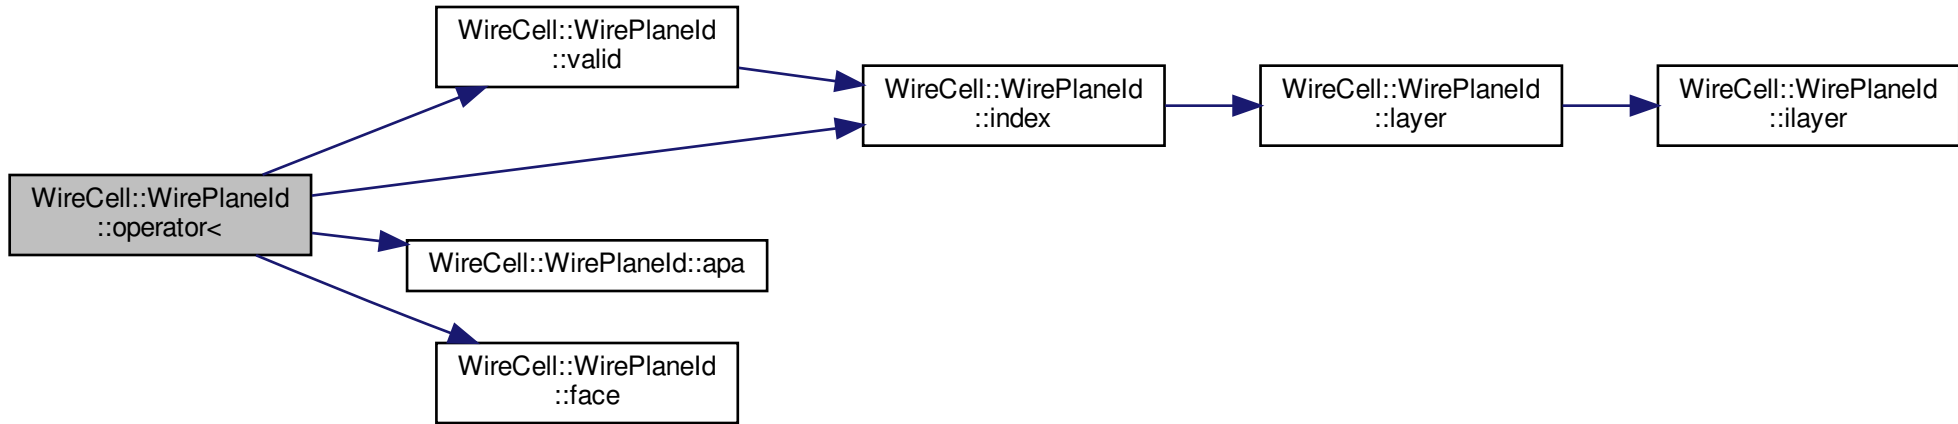 WireCell::WirePlaneId
::operator<
WireCell::WirePlaneId
::valid
WireCell::WirePlaneId
::index
WireCell::WirePlaneId
::layer
WireCell::WirePlaneId
::ilayer
WireCell::WirePlaneId::apa
WireCell::WirePlaneId
::face